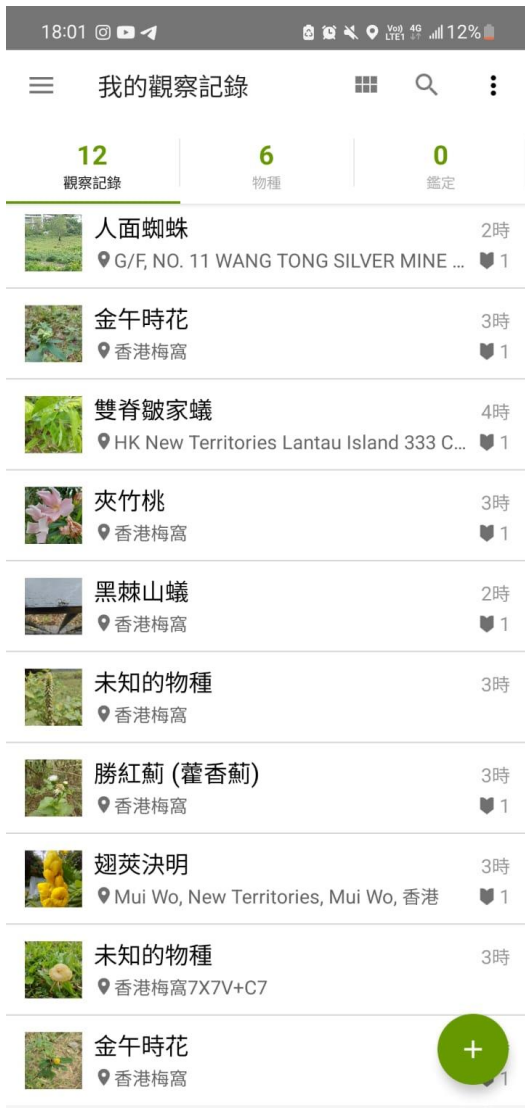 18:01
Vo)) LTE1 4G 12%
我的觀察記錄
12 6 0
觀察記錄 物種 鑑定
人面蜘蛛 2時
G/F, NO. 11 WANG TONG SILVER MINE ... 1
金午時花 3時
香港梅窩 1
雙脊皺家蟻 4時
HK New Territories Lantau Island 333 C... 1
夾竹桃 3時
香港梅窩 1
黑棘山蟻 2時
香港梅窩 1
未知的物種 3時
香港梅窩
勝紅薊 (藿香薊) 3時
香港梅窩 1
翅莢決明 3時
Mui Wo, New Territories, Mui Wo, 香港 1
未知的物種 3時
香港梅窩7X7V+C7
金午時花
香港梅窩 1